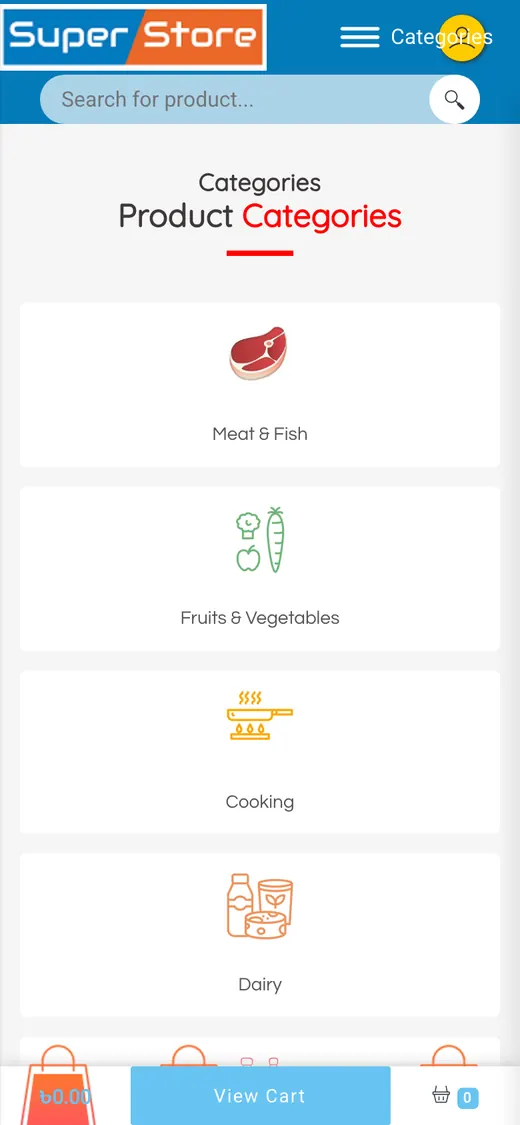 Super Store
Categories
Search for product...
Categories
Product Categories
Meat & Fish
Fruits & Vegetables
Cooking
Dairy
৳0.00
View Cart
0